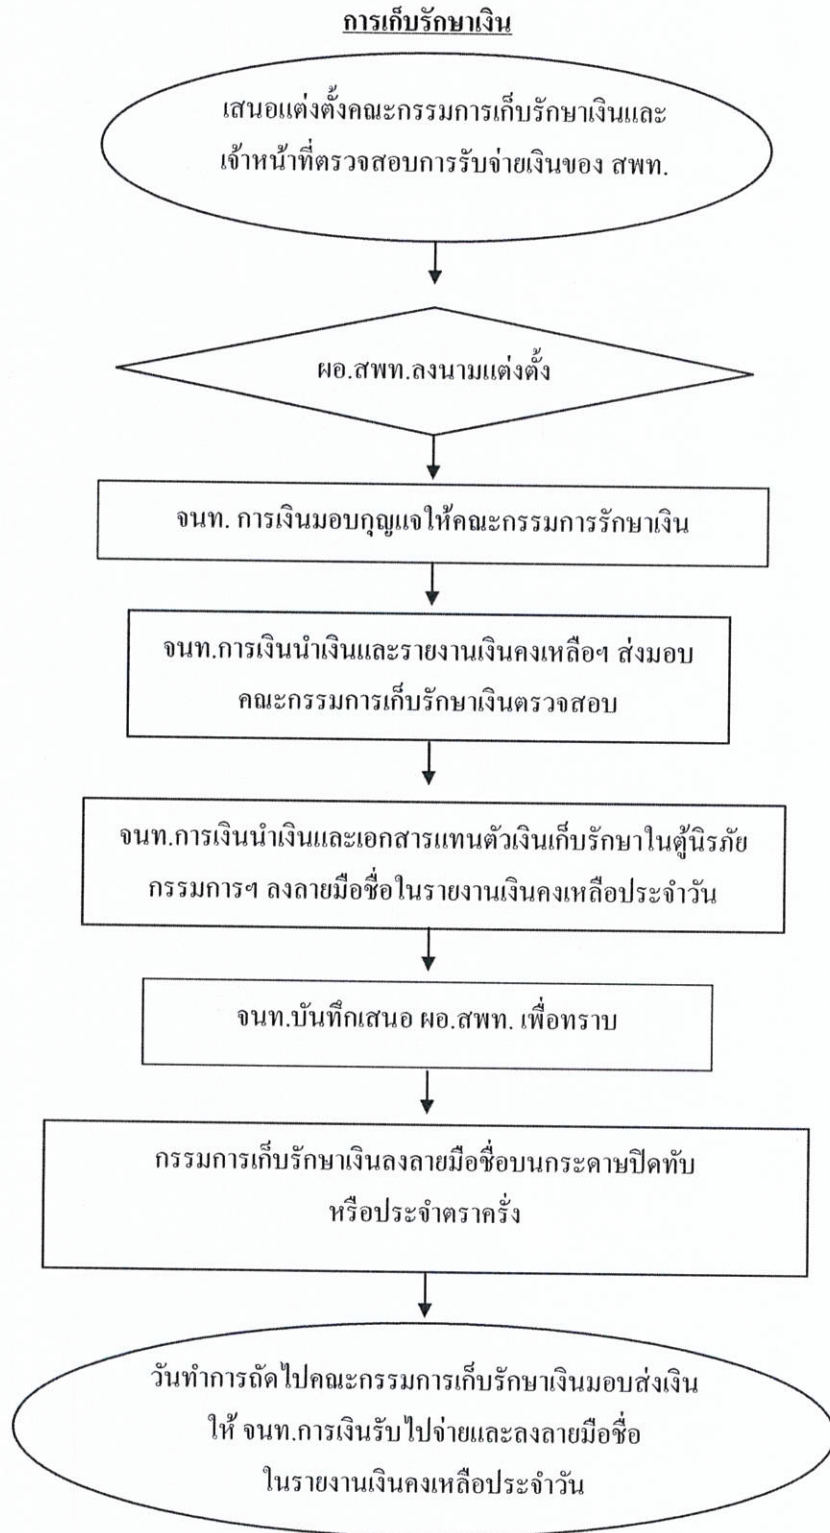 การเก็บรักษาเงิน
เสนอแต่งตั้งคณะกรรมการเก็บรักษาเงินและ
เจ้าหน้าที่ตรวจสอบการรับจ่ายเงินของ สพท.
ผอ.สพท.ลงนามแต่งตั้ง
จนท. การเงินมอบกุญแจให้คณะกรรมการรักษาเงิน
จนท.การเงินนำเงินและรายงานเงินคงเหลือฯ ส่งมอบ
คณะกรรมการเก็บรักษาเงินตรวจสอบ
จนท.การเงินนำเงินและเอกสารแทนตัวเงินเก็บรักษาในตู้นิรภัย
กรรมการฯ ลงลายมือชื่อในรายงานเงินคงเหลือประจำวัน
จนท.บันทึกเสนอ ผอ.สพท. เพื่อทราบ
กรรมการเก็บรักษาเงินลงลายมือชื่อบนกระดาษปิดทับ
หรือประจำตราครั่ง
วันทำการถัดไปคณะกรรมการเก็บรักษาเงินมอบส่งเงิน
ให้ จนท.การเงินรับไปจ่ายและลงลายมือชื่อ
ในรายงานเงินคงเหลือประจำวัน